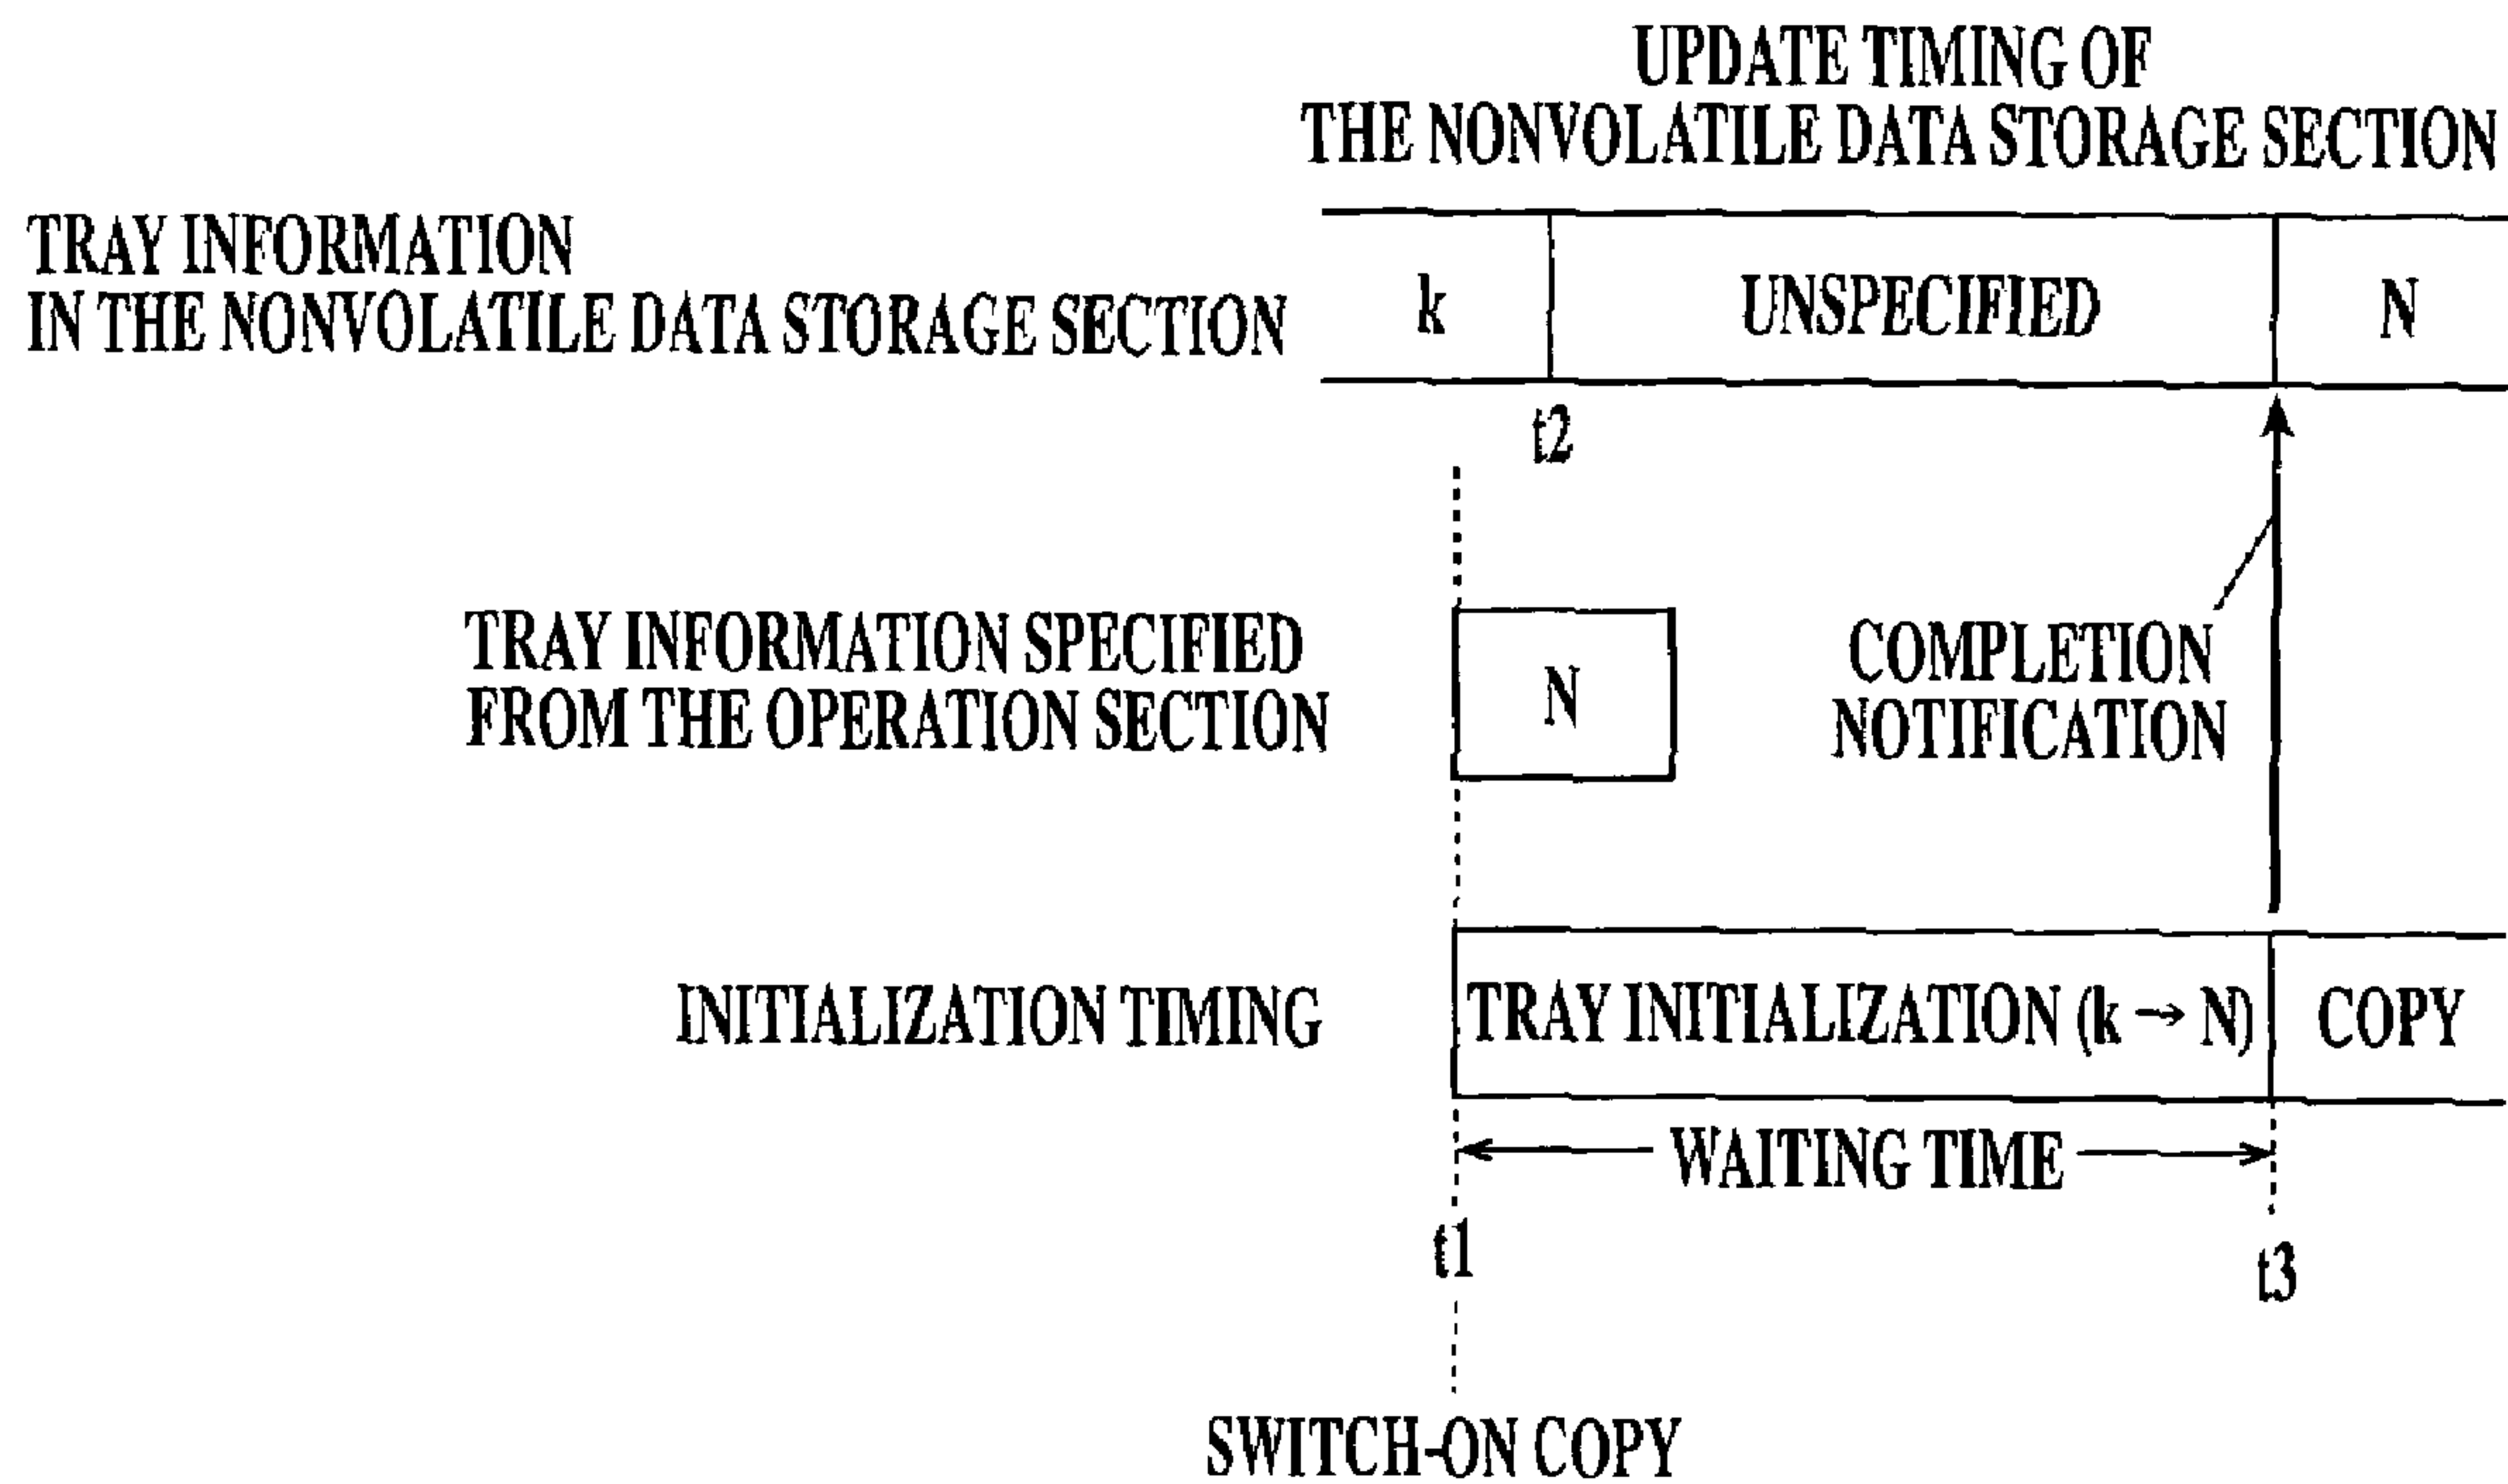 UPDATE TIMING OF
THE NONVOLATILE DATA STORAGE SECTION
TRAY INFORMATION
IN THE NONVOLATILE DATA STORAGE SECTION
k
UNSPECIFIED
N
t2
TRAY INFORMATION SPECIFIED
FROM THE OPERATION SECTION
N
COMPLETION
NOTIFICATION
INITIALIZATION TIMING
TRAY INITIALIZATION (k → N)
COPY
WAITING TIME
t1
t3
SWITCH-ON COPY